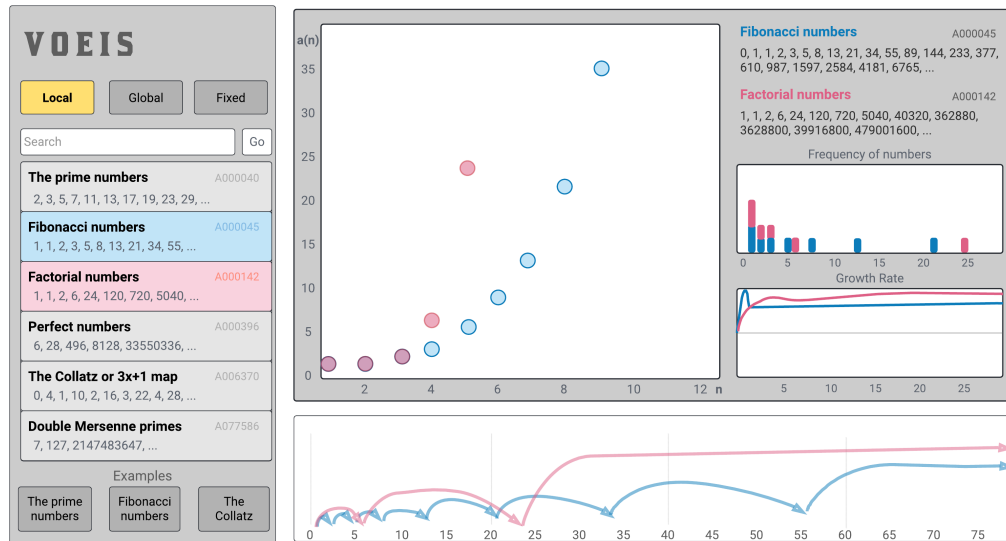 VOEIS
Local
Global
Fixed
Search
Go
The prime numbers
A000040
2, 3, 5, 7, 11, 13, 17, 19, 23, 29, ...
Fibonacci numbers
A000045
1, 1, 2, 3, 5, 8, 13, 21, 34, 55, ...
Factorial numbers
A000142
1, 1, 2, 6, 24, 120, 720, 5040, ...
Perfect numbers
A000396
6, 28, 496, 8128, 33550336, ...
The Collatz or 3x+1 map
A006370
0, 4, 1, 10, 2, 16, 3, 22, 4, 28, ...
Double Mersenne primes
A077586
7, 127, 2147483647, ...
Examples
The prime
numbers
Fibonacci
numbers
The
Collatz
a(n)
35
30
25
20
15
10
5
0
2 4 6 8 10 12 n
Fibonacci numbers
A000045
0, 1, 1, 2, 3, 5, 8, 13, 21, 34, 55, 89, 144, 233, 377,
610, 987, 1597, 2584, 4181, 6765, ...
Factorial numbers
A000142
1, 1, 2, 6, 24, 120, 720, 5040, 40320, 362880,
3628800, 39916800, 479001600, ...
Frequency of numbers
0 1 5 10 15 20 25
Growth Rate
5 10 15 20 25
0 5 10 15 20 25 30 35 40 45 50 55 60 65 70 75